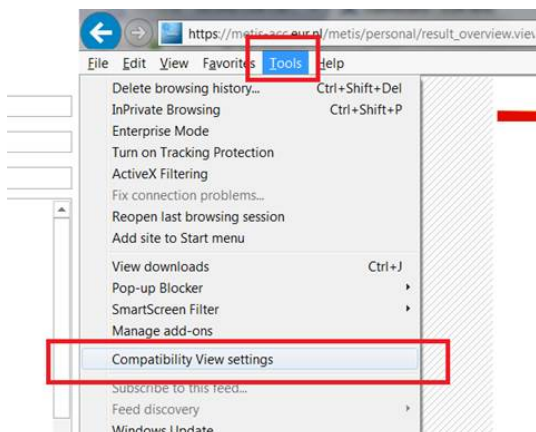 https://metis-acc.eur.nl/metis/personal/result_overview.view
File Edit View Favorites Tools Help
Delete browsing history... Ctrl+Shift+Del
InPrivate Browsing Ctrl+Shift+P
Enterprise Mode
Turn on Tracking Protection
ActiveX Filtering
Fix connection problems...
Reopen last browsing session
Add site to Start menu
View downloads Ctrl+J
Pop-up Blocker
SmartScreen Filter
Manage add-ons
Compatibility View settings
Subscribe to this feed...
Feed discovery
Windows Update